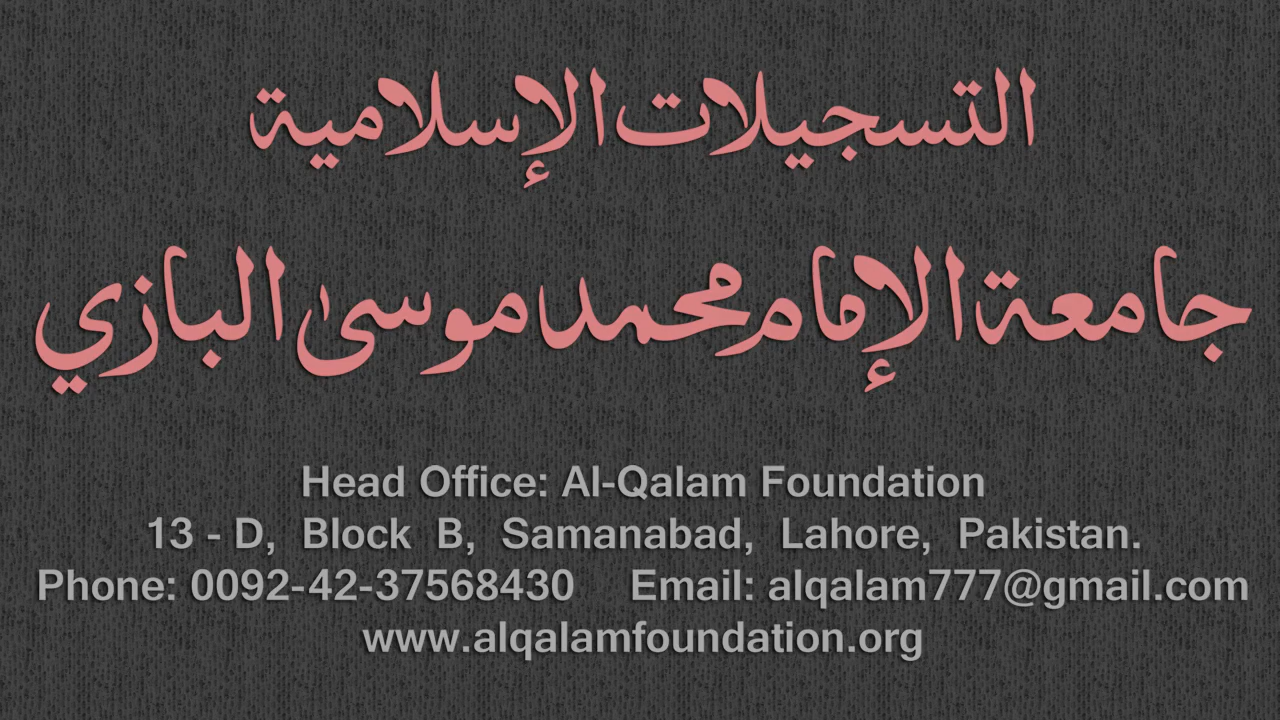 التسجيلات الإسلامية
جامعة الإمام محمد موسىٰ البازي
Head Office: Al-Qalam Foundation
13 - D, Block B, Samanabad, Lahore, Pakistan.
Phone: 0092-42-37568430 Email: alqalam777@gmail.com
www.alqalamfoundation.org